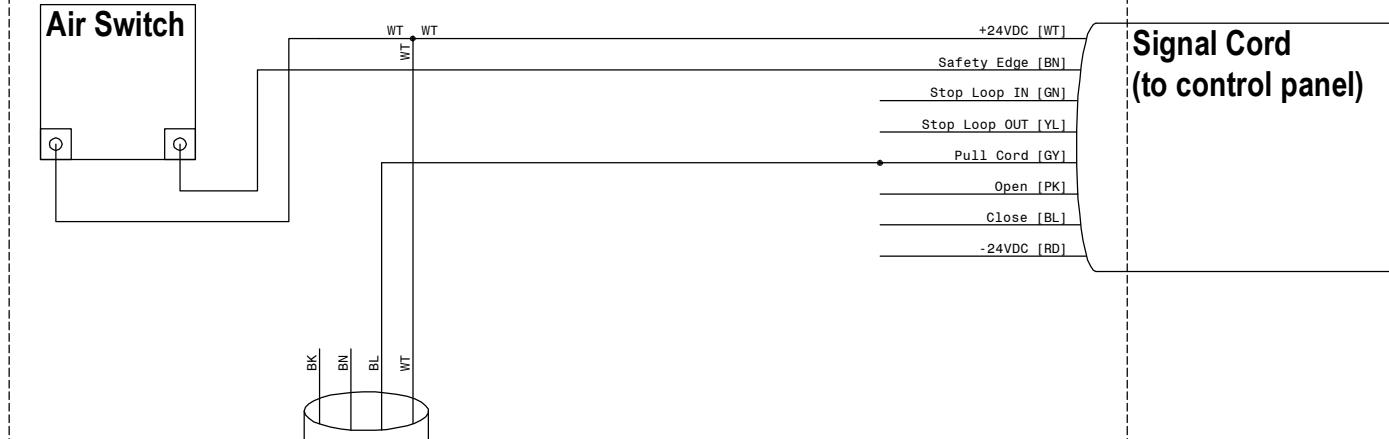 Air Switch
WT WT
WT
+24VDC [WT]
Signal Cord
(to control panel)
Safety Edge [BN]
Stop Loop IN [GN]
Stop Loop OUT [YL]
Pull Cord [GY]
Open [PK]
Close [BL]
-24VDC [RD]
BK
BN
BL
WT